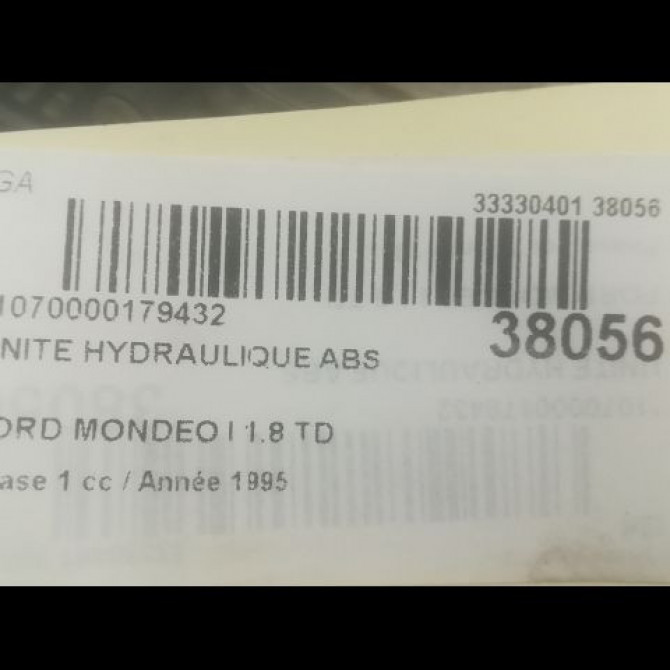 GA
33330401 38056
1070000179432
38056
NITE HYDRAULIQUE ABS
ORD MONDEO I 1.8 TD
ase 1 cc / Année 1995